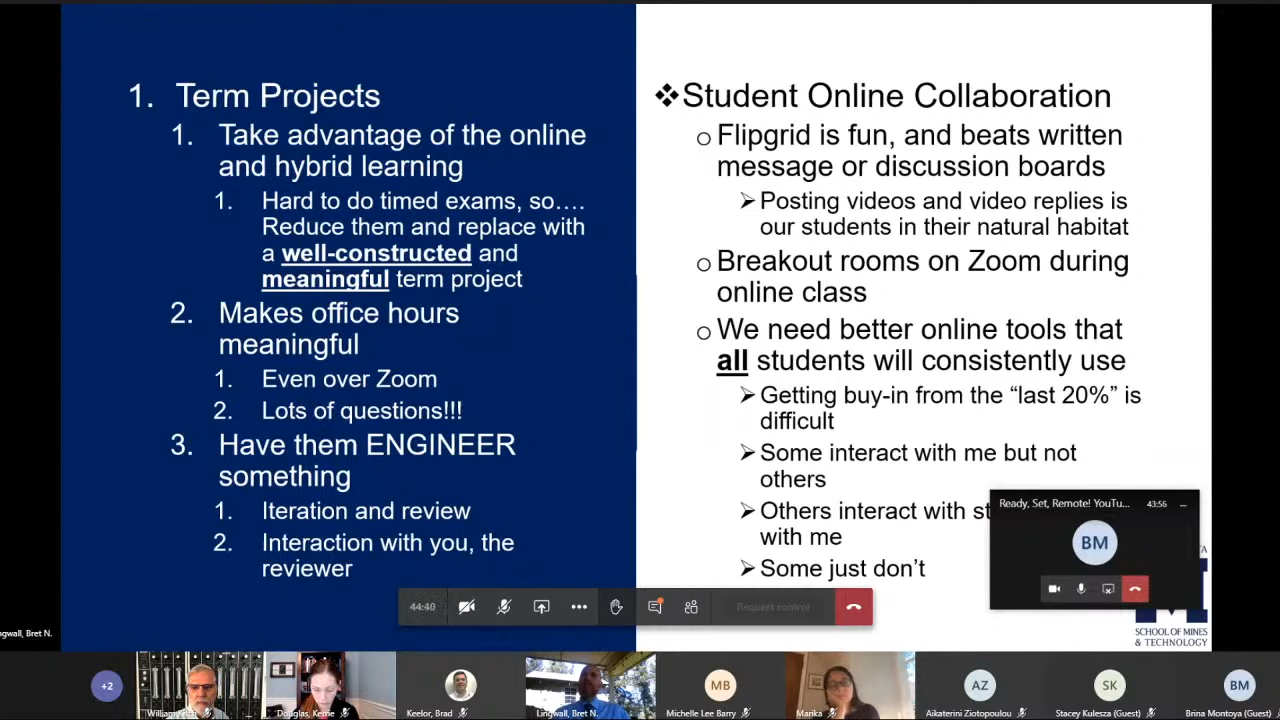 1. Term Projects
1. Take advantage of the online
and hybrid learning
1. Hard to do timed exams, so….
Reduce them and replace with
a well-constructed and
meaningful term project
2. Makes office hours
meaningful
1. Even over Zoom
2. Lots of questions!!!
3. Have them ENGINEER
something
1. Iteration and review
2. Interaction with you, the
reviewer
❖Student Online Collaboration
o Flipgrid is fun, and beats written
message or discussion boards
➢Posting videos and video replies is
our students in their natural habitat
o Breakout rooms on Zoom during
online class
o We need better online tools that
all students will consistently use
➢Getting buy-in from the “last 20%” is
difficult
➢Some interact with me but not
others
➢Others interact with st
with me
➢Some just don’t
Ready, Set, Remote! YouTu... 43:55
BM
SCHOOL OF MINES
& TECHNOLOGY
44:40
Request control
ngwall, Bret N.
+2
William
Douglas, Kerrie
Keelor, Brad
Lingwall, Bret N.
MB
Michelle Lee Barry
Marika
AZ
Aikaterini Ziotopoulou
SK
Stacey Kulesza (Guest)
BM
Brina Montoya (Guest)